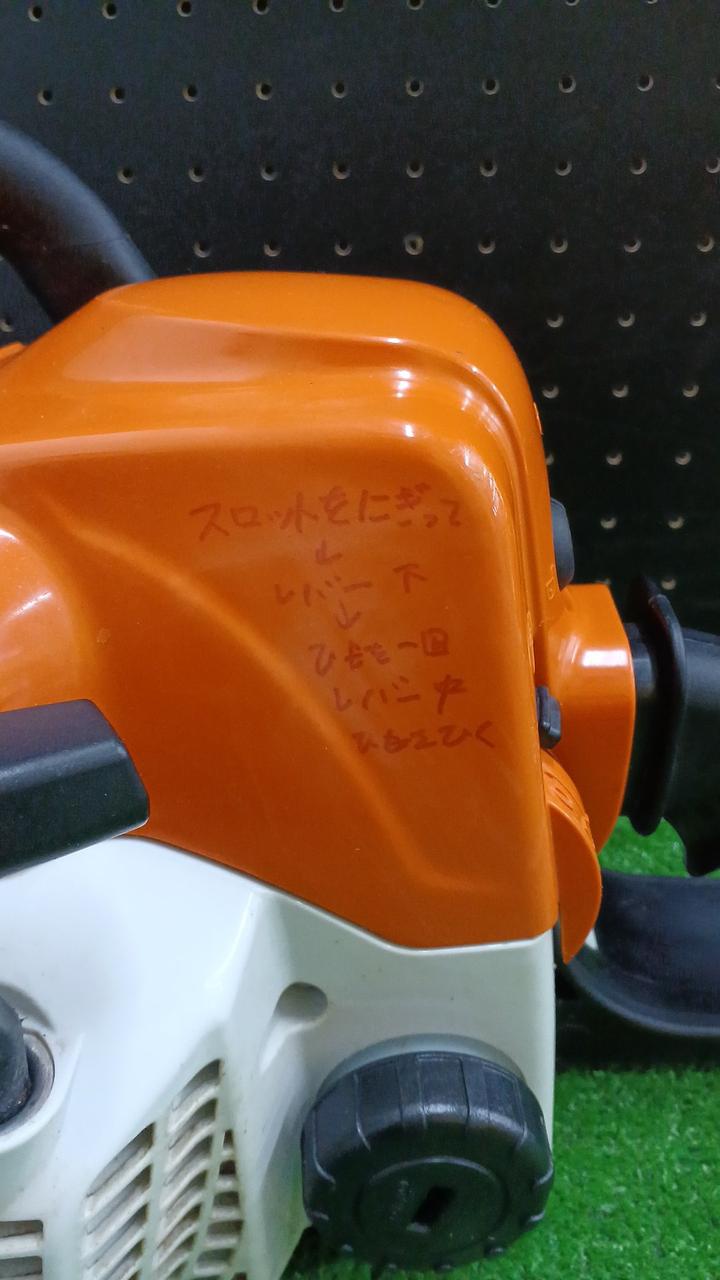 スロットをにぎって
↓
レバー 下
↓
ひもを一回
レバー 中
ひもをひく